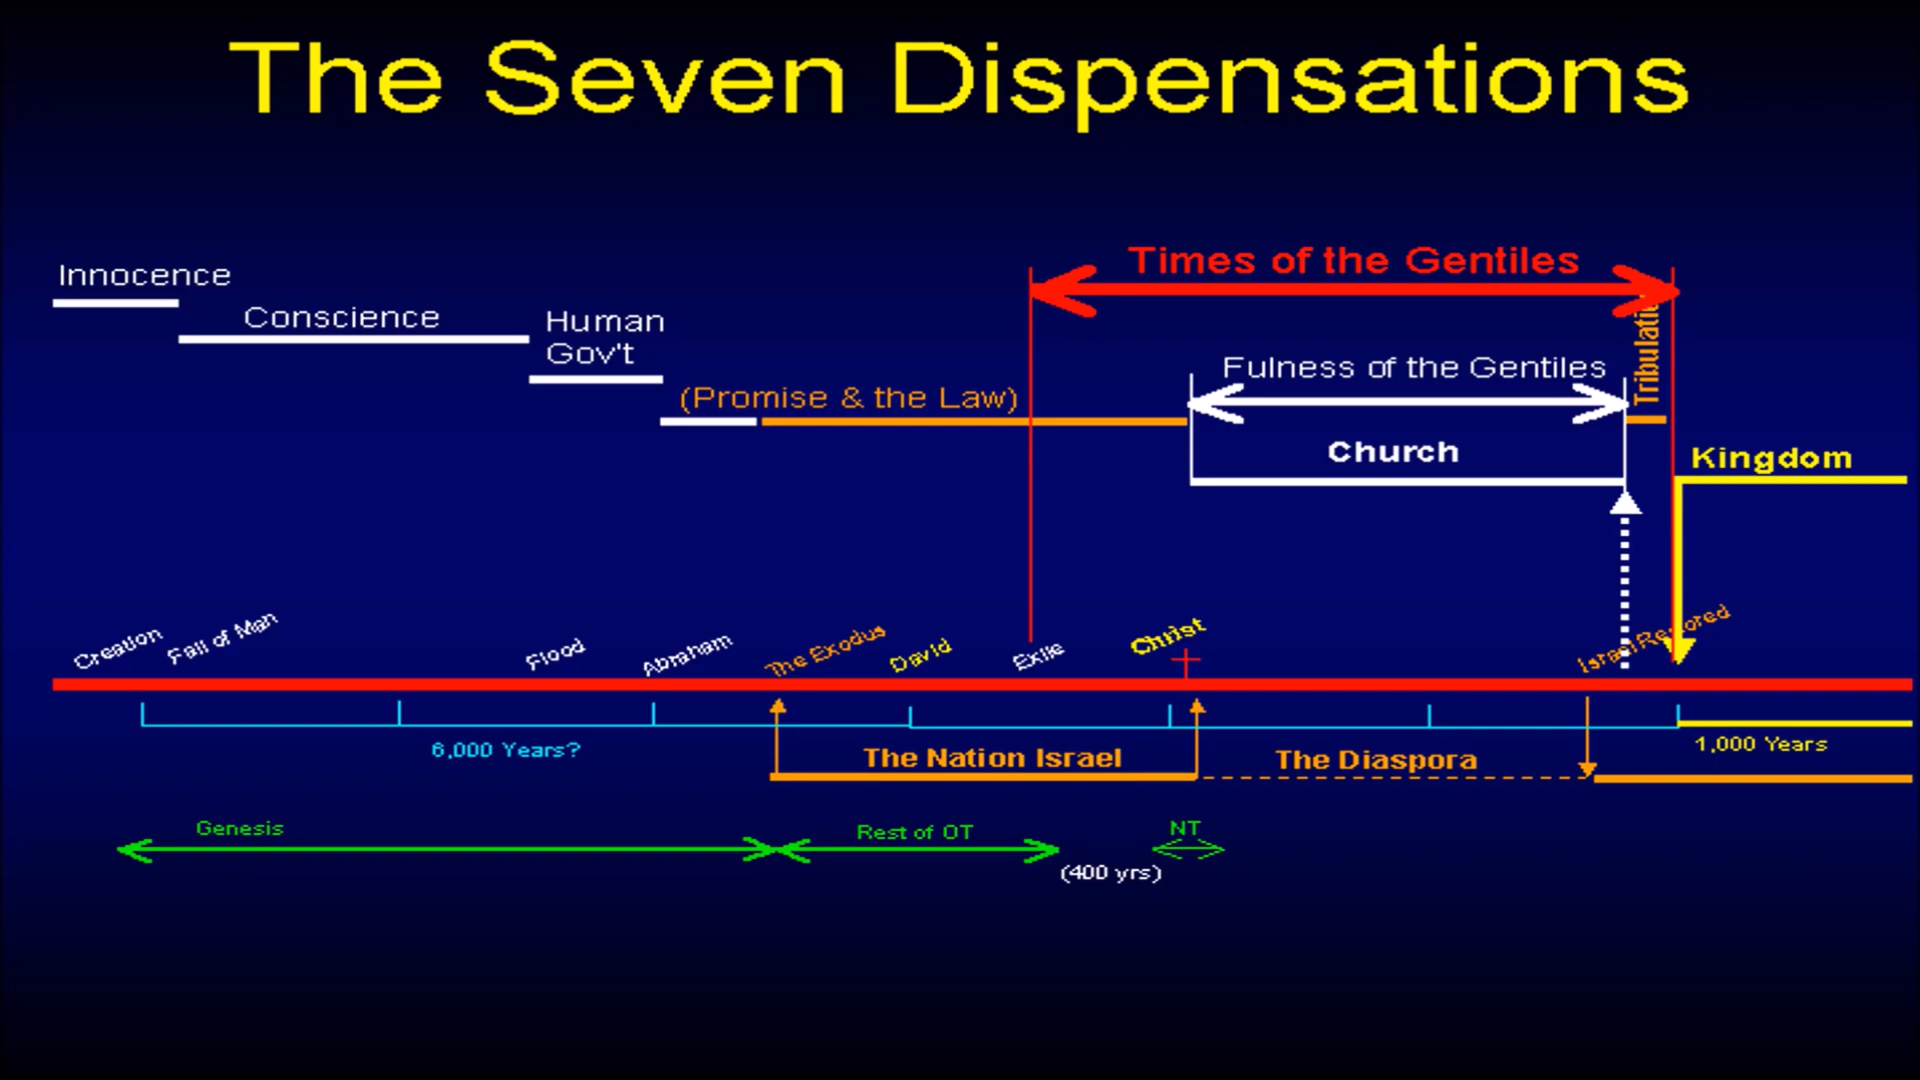 The Seven Dispensations
Times of the Gentiles
Innocence
Conscience
Human
Gov't
Fulness of the Gentiles
(Promise & the Law)
Church
Kingdom
Creation
Fall of Man
Flood
Abraham
The Exodus
David
Exile
Christ
6,000 Years?
1,000 Years
The Nation Israel
The Diaspora
Genesis
Rest of OT
NT
(400 yrs)